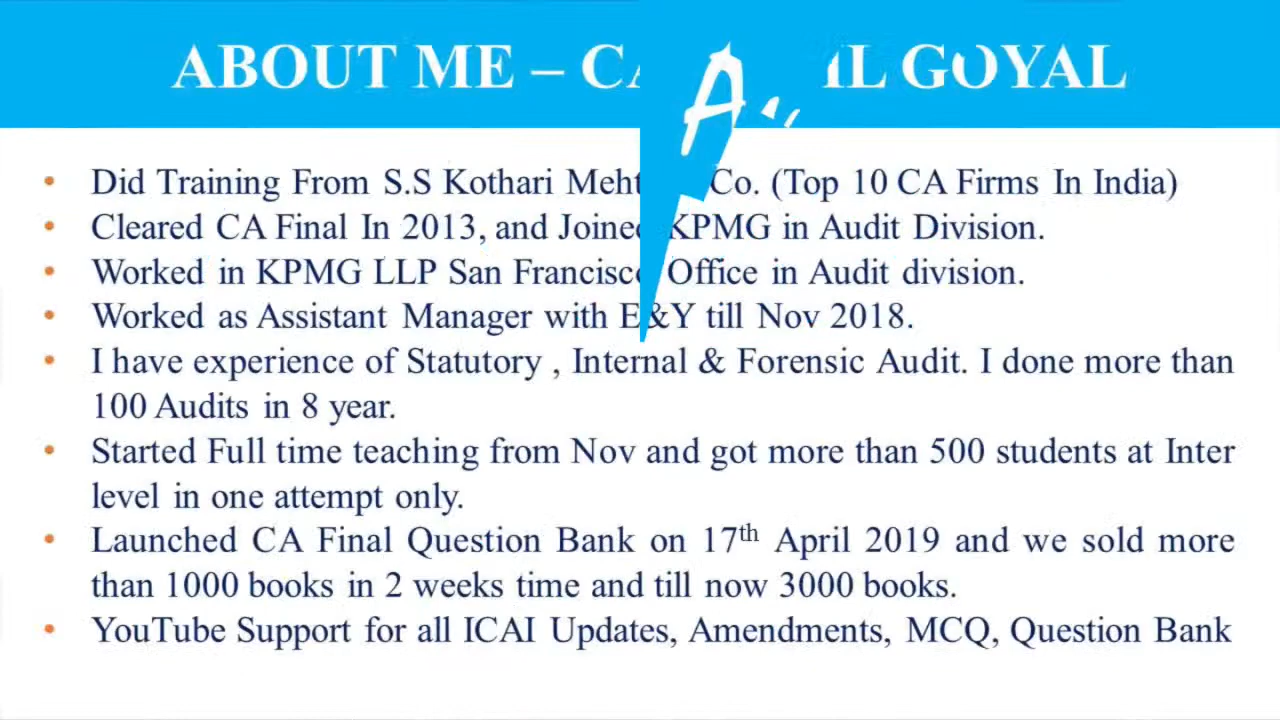 ABOUT ME – CA IL GOYAL
• Did Training From S.S Kothari Co. (Top 10 CA Firms In India)
• Cleared CA Final In 2013, and Joined KPMG in Audit Division.
• Worked in KPMG LLP San Francisco Office in Audit division.
• Worked as Assistant Manager with E&Y till Nov 2018.
• I have experience of Statutory , Internal & Forensic Audit. I done more than
100 Audits in 8 year.
• Started Full time teaching from Nov and got more than 500 students at Inter
level in one attempt only.
• Launched CA Final Question Bank on 17th April 2019 and we sold more
than 1000 books in 2 weeks time and till now 3000 books.
• YouTube Support for all ICAI Updates, Amendments, MCQ, Question Bank